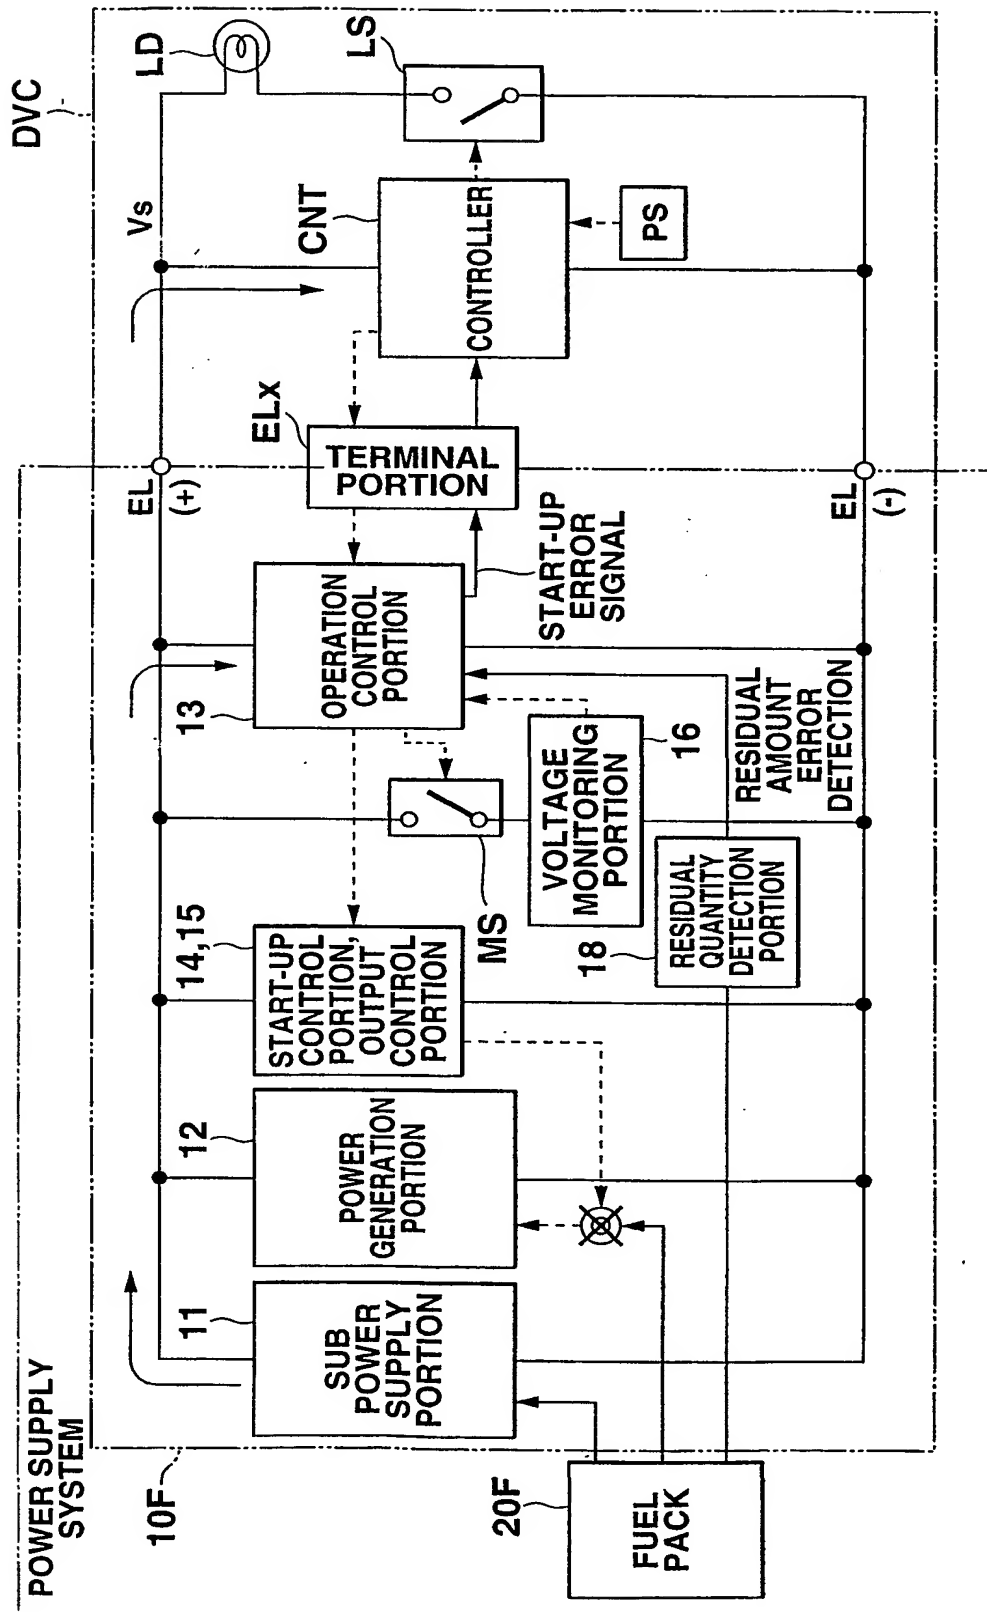 POWER SUPPLY
SYSTEM
10F
20F
FUEL
PACK
11
SUB
POWER
SUPPLY
PORTION
12
POWER
GENERATION
PORTION
14,15
START-UP
CONTROL
PORTION,
OUTPUT
CONTROL
PORTION
MS
13
OPERATION
CONTROL
PORTION
VOLTAGE
MONITORING
PORTION
16
18
RESIDUAL
QUANTITY
DETECTION
PORTION
RESIDUAL
AMOUNT
ERROR
DETECTION
START-UP
ERROR
SIGNAL
EL
(+)
EL
(-)
ELx
TERMINAL
PORTION
DVC
Vs
CNT
CONTROLLER
PS
LD
LS